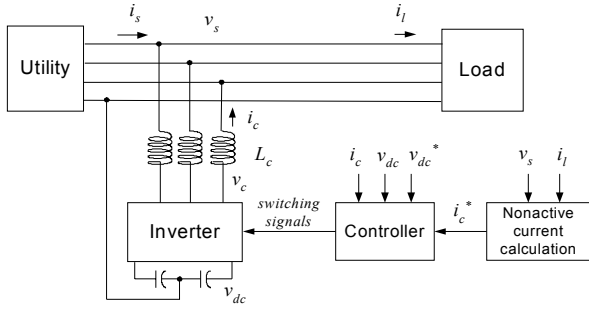 i_s
v_s
i_l
Utility
Load
i_c
L_c
v_c
i_c
v_dc
v_dc*
v_s
i_l
switching
signals
Inverter
Controller
i_c*
Nonactive
current
calculation
v_dc